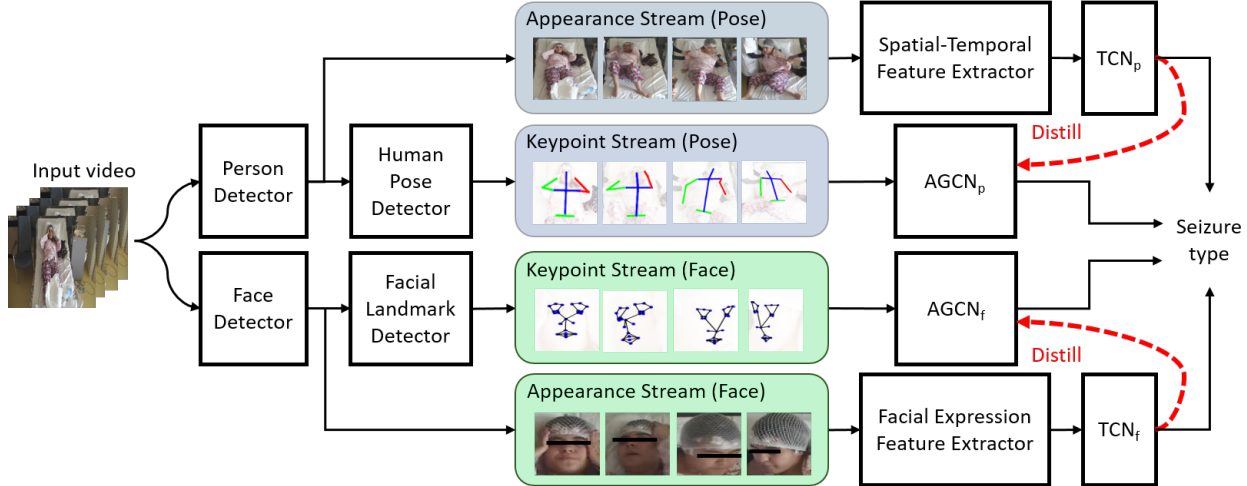 Input video
Person
Detector
Face
Detector
Human
Pose
Detector
Facial
Landmark
Detector
Appearance Stream (Pose)
Spatial-Temporal
Feature Extractor
TCNp
Distill
Keypoint Stream (Pose)
AGCNp
Seizure
type
Keypoint Stream (Face)
AGCNf
Distill
Appearance Stream (Face)
Facial Expression
Feature Extractor
TCNf